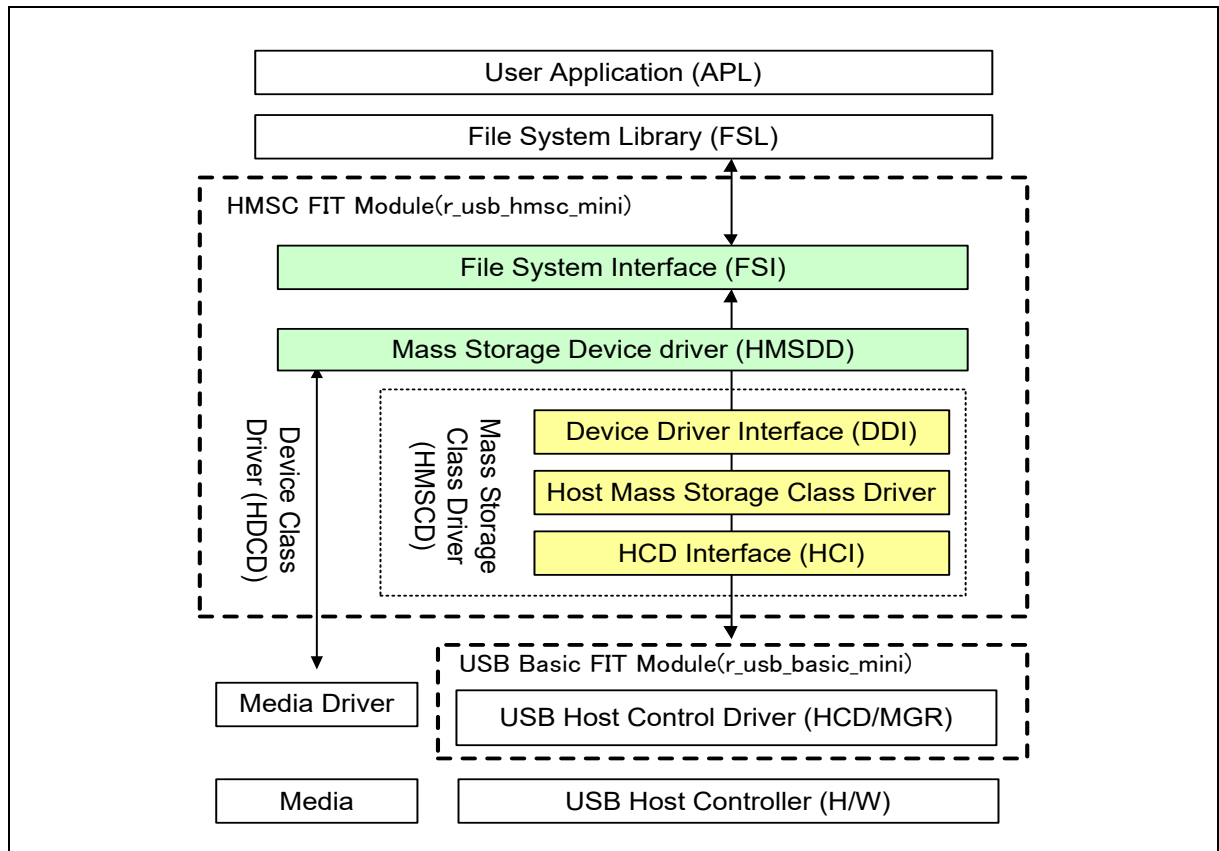 User Application (APL)
File System Library (FSL)
HMSC FIT Module(r_usb_hmsc_mini)
File System Interface (FSI)
Mass Storage Device driver (HMSDD)
Device Class
Driver (HDCD)
Mass Storage
Class Driver
(HMSCD)
Device Driver Interface (DDI)
Host Mass Storage Class Driver
HCD Interface (HCI)
USB Basic FIT Module(r_usb_basic_mini)
Media Driver
USB Host Control Driver (HCD/MGR)
Media
USB Host Controller (H/W)